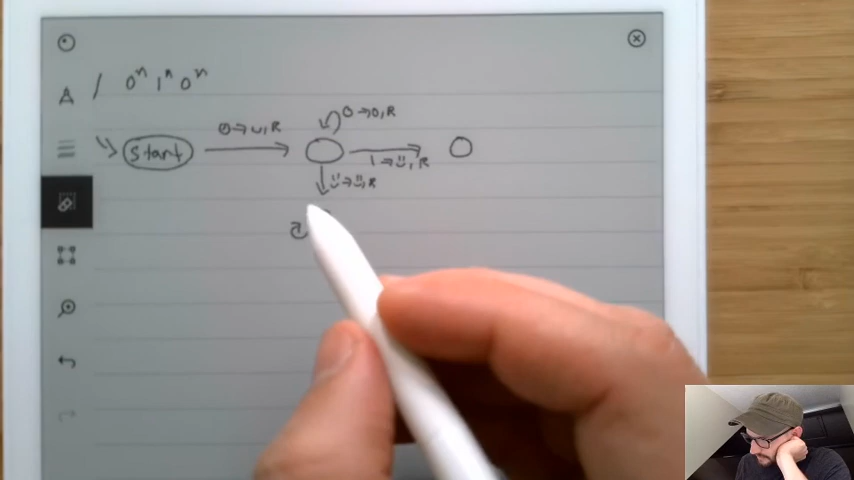 0ⁿ 1ⁿ 0ⁿ
0→0,R
0→⊔,R
start
1→⩌,R
⩌→⩌,R